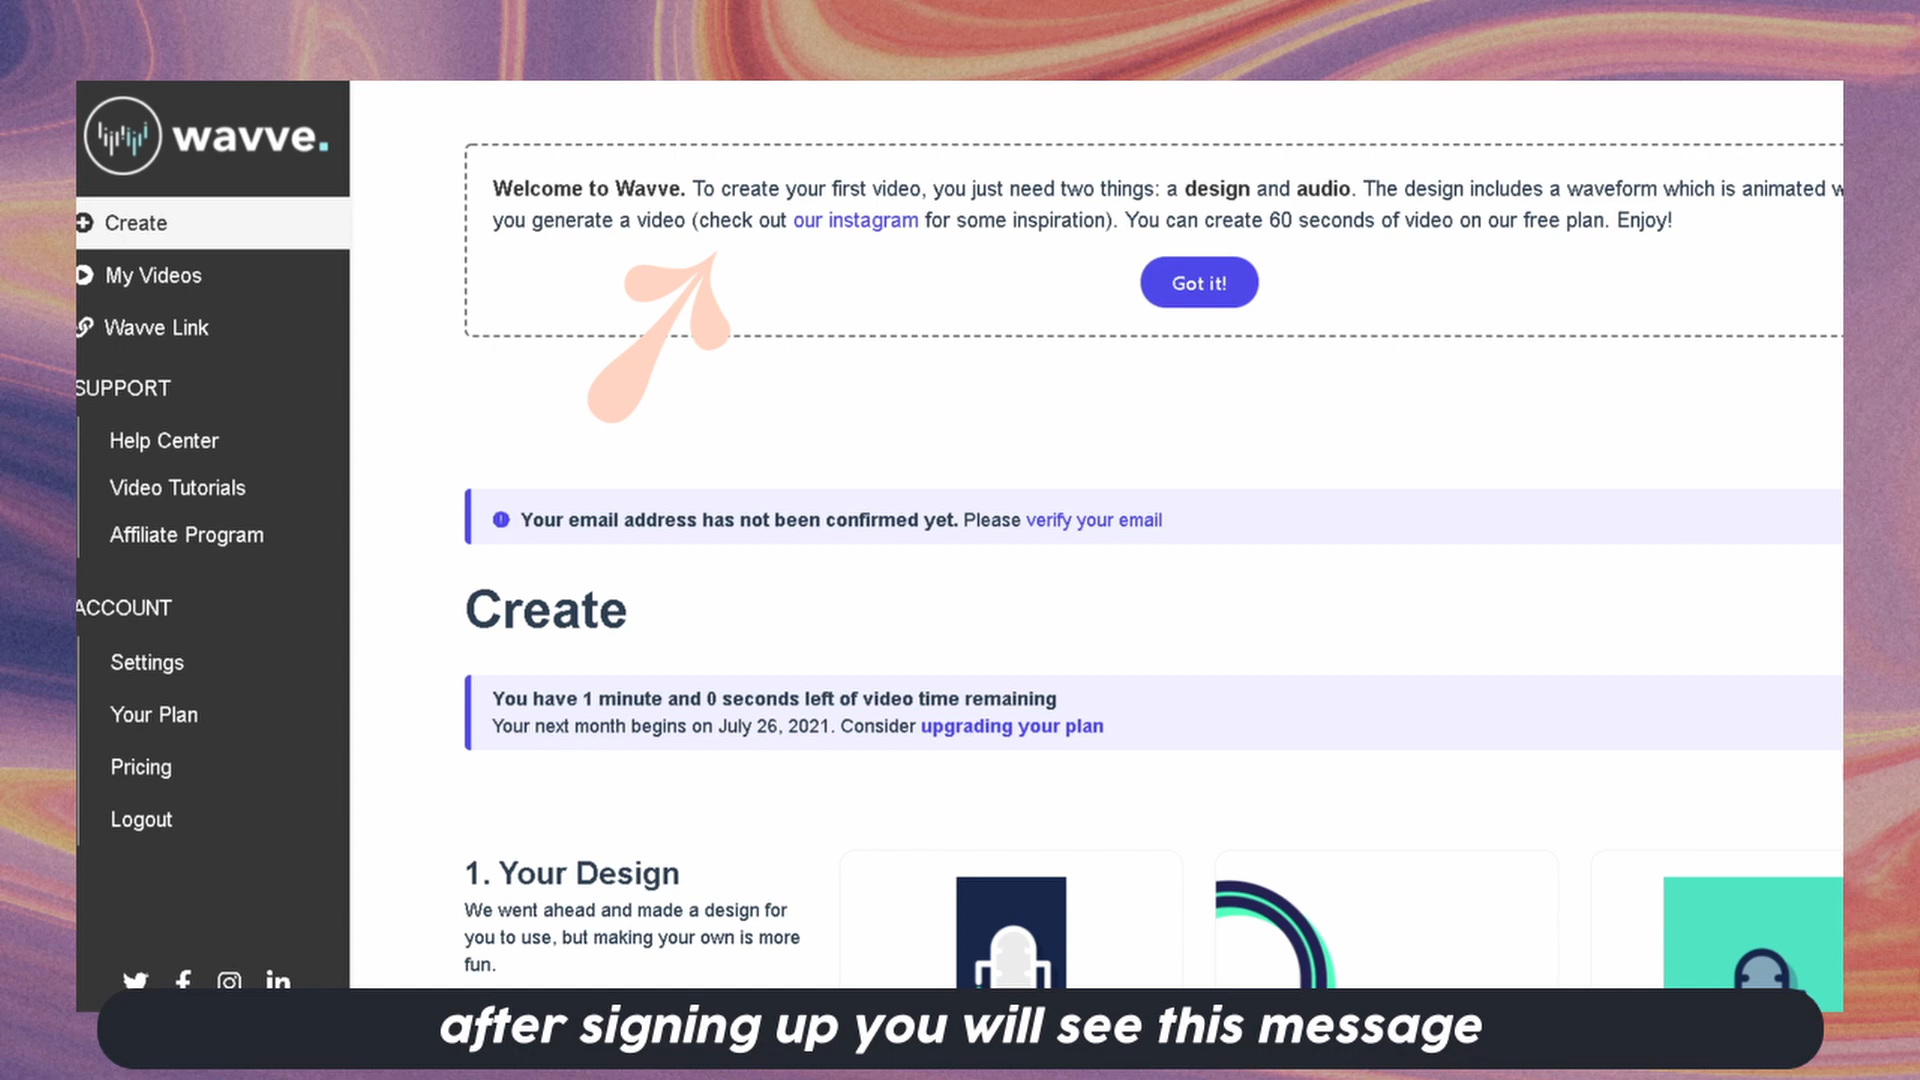 wavve.
Create
My Videos
Wavve Link
SUPPORT
Help Center
Video Tutorials
Affiliate Program
ACCOUNT
Settings
Your Plan
Pricing
Logout
Welcome to Wavve. To create your first video, you just need two things: a design and audio. The design includes a waveform which is animated
you generate a video (check out our instagram for some inspiration). You can create 60 seconds of video on our free plan. Enjoy!
Got it!
Your email address has not been confirmed yet. Please verify your email
Create
You have 1 minute and 0 seconds left of video time remaining
Your next month begins on July 26, 2021. Consider upgrading your plan
1. Your Design
We went ahead and made a design for
you to use, but making your own is more
fun.
after signing up you will see this message